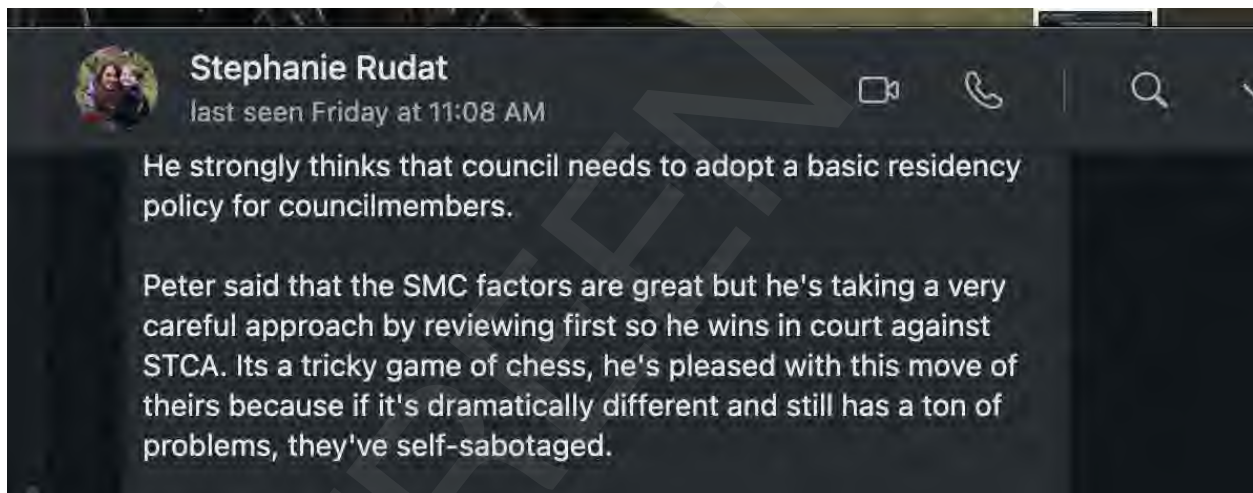 Stephanie Rudat
last seen Friday at 11:08 AM
He strongly thinks that council needs to adopt a basic residency
policy for councilmembers.
Peter said that the SMC factors are great but he's taking a very
careful approach by reviewing first so he wins in court against
STCA. Its a tricky game of chess, he's pleased with this move of
theirs because if it's dramatically different and still has a ton of
problems, they've self-sabotaged.